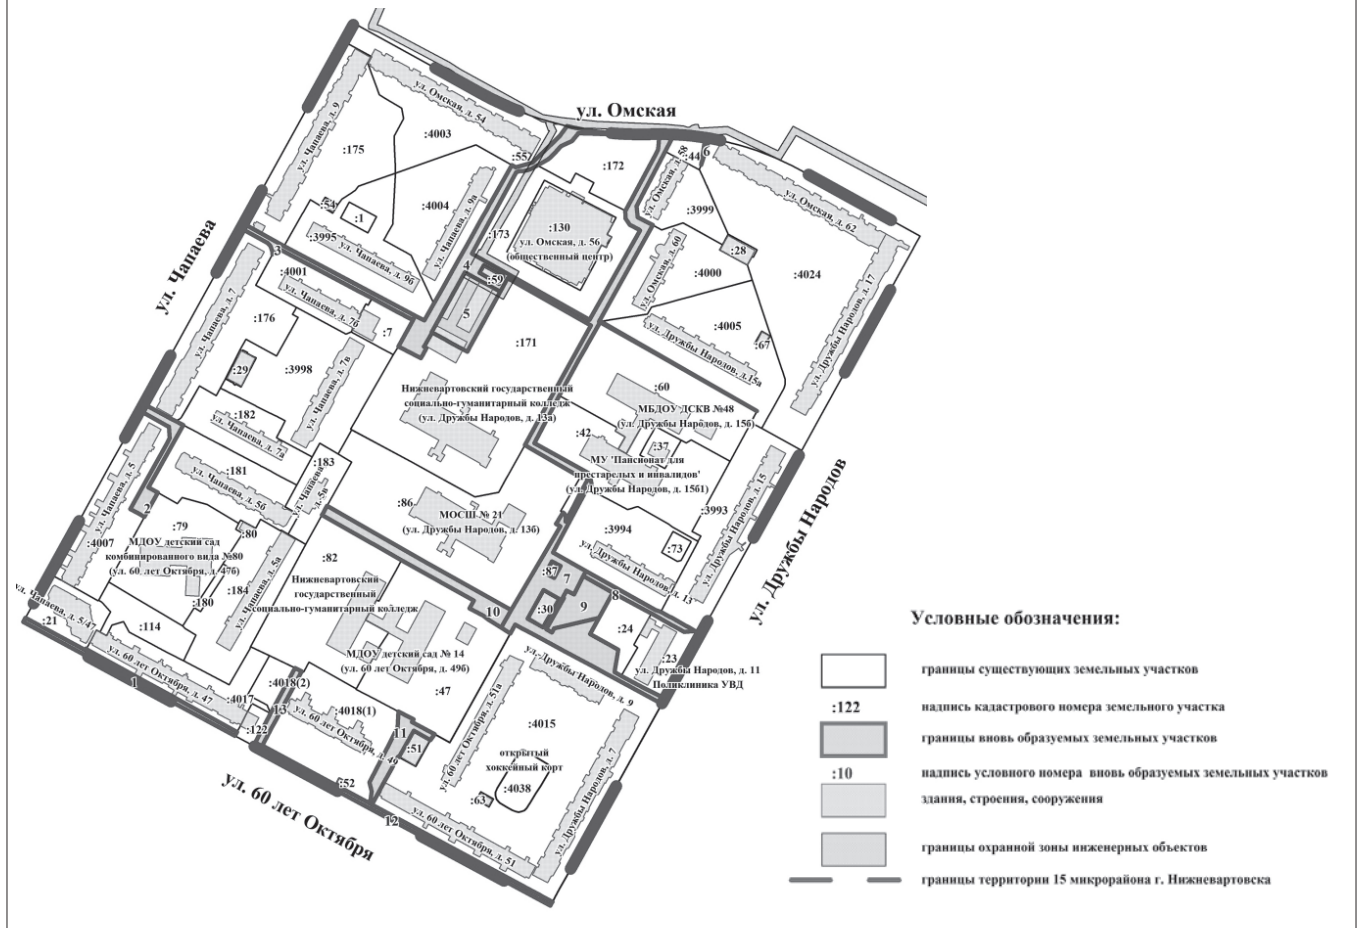 ул. Омская
ул. Чапаева
ул. 60 лет Октября
ул. Дружбы Народов
ул. Омская, д. 54
ул. Чапаева, д. 9
:4003
:175
:55
:172
:44
6
ул. Омская, д. 58
ул. Омская, д. 62
:54
:1
:4004
ул. Чапаева, д. 9а
:3995
ул. Чапаева, д. 9б
:173
:130
ул. Омская, д. 56
(общественный центр)
:3999
:28
ул. Омская, д. 60
:4000
:4024
ул. Дружбы Народов, д. 17
3
:4001
4
:59
5
ул. Чапаева, д. 7
ул. Чапаева, д. 7б
:176
:7
:171
:4005
:67
ул. Дружбы Народов, д.15а
:29
:3998
ул. Чапаева, д. 7в
Нижневартовский государственный
социально-гуманитарный колледж
(ул. Дружбы Народов, д. 13а)
:60
МБДОУ ДСКВ №48
(ул. Дружбы Народов, д. 15б)
:182
ул. Чапаева, д. 7а
:42
:37
МУ 'Пансионат для
престарелых и инвалидов'
(ул. Дружбы Народов, д. 15б1)
ул. Чапаева, д. 5
:181
ул. Чапаева, д. 5б
:183
ул. Чапаева,
д. 5в
:86
МОСШ № 21
(ул. Дружбы Народов, д. 13б)
:3993
ул. Дружбы Народов, д. 15
2
:79
:80
:4007
МДОУ детский сад
комбинированного вида №80
(ул. 60 лет Октября, д. 47б)
:3994
:73
ул. Дружбы Народов, д. 13
:82
Нижневартовский
государственный
социально-гуманитарный колледж
:184
ул. Чапаева, д. 5а
:180
:87
7
8
9
:30
10
:24
ул. Чапаева, д. 5/47
:21
:114
МДОУ детский сад № 14
(ул. 60 лет Октября, д. 49б)
:23
ул. Дружбы Народов, д. 11
Поликлиника УВД
ул. 60 лет Октября, д. 47
1
:4017
:4018(2)
:47
ул. Дружбы Народов, д. 9
13
:4018(1)
ул. 60 лет Октября, д. 49
:122
11
:51
ул. 60 лет Октября, д. 51а
:4015
открытый
хоккейный корт
:4038
ул. Дружбы Народов, д. 7
:52
:63
12
ул. 60 лет Октября, д. 51
Условные обозначения:
границы существующих земельных участков
:122 надпись кадастрового номера земельного участка
границы вновь образуемых земельных участков
:10 надпись условного номера вновь образуемых земельных участков
здания, строения, сооружения
границы охранной зоны инженерных объектов
границы территории 15 микрорайона г. Нижневартовска